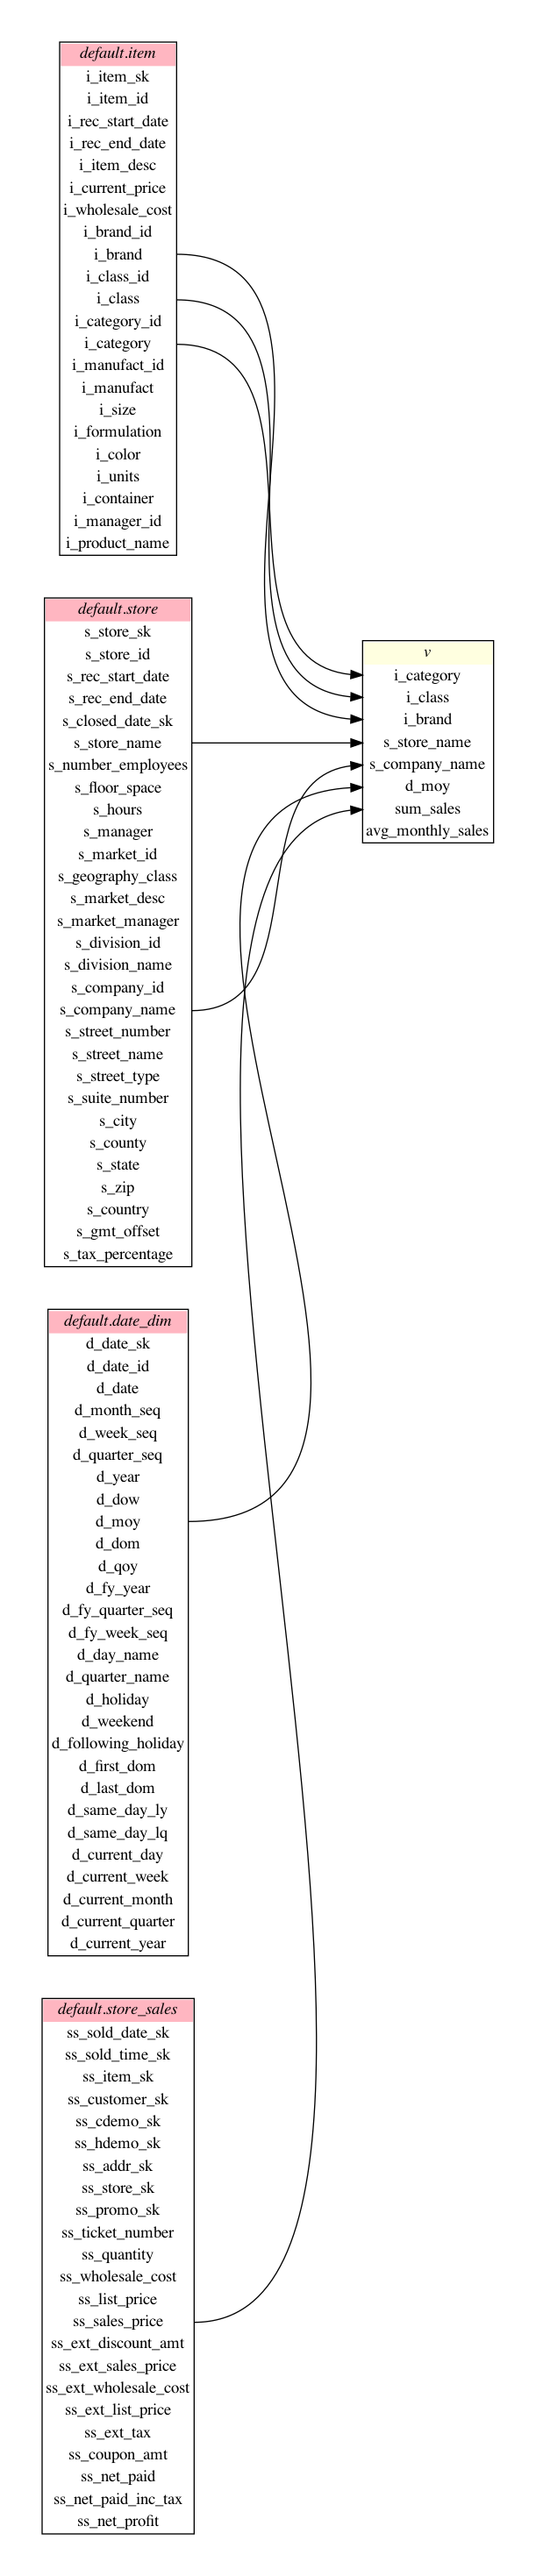 default.item
i_item_sk
i_item_id
i_rec_start_date
i_rec_end_date
i_item_desc
i_current_price
i_wholesale_cost
i_brand_id
i_brand
i_class_id
i_class
i_category_id
i_category
i_manufact_id
i_manufact
i_size
i_formulation
i_color
i_units
i_container
i_manager_id
i_product_name
default.store
s_store_sk
s_store_id
s_rec_start_date
s_rec_end_date
s_closed_date_sk
s_store_name
s_number_employees
s_floor_space
s_hours
s_manager
s_market_id
s_geography_class
s_market_desc
s_market_manager
s_division_id
s_division_name
s_company_id
s_company_name
s_street_number
s_street_name
s_street_type
s_suite_number
s_city
s_county
s_state
s_zip
s_country
s_gmt_offset
s_tax_percentage
default.date_dim
d_date_sk
d_date_id
d_date
d_month_seq
d_week_seq
d_quarter_seq
d_year
d_dow
d_moy
d_dom
d_qoy
d_fy_year
d_fy_quarter_seq
d_fy_week_seq
d_day_name
d_quarter_name
d_holiday
d_weekend
d_following_holiday
d_first_dom
d_last_dom
d_same_day_ly
d_same_day_lq
d_current_day
d_current_week
d_current_month
d_current_quarter
d_current_year
default.store_sales
ss_sold_date_sk
ss_sold_time_sk
ss_item_sk
ss_customer_sk
ss_cdemo_sk
ss_hdemo_sk
ss_addr_sk
ss_store_sk
ss_promo_sk
ss_ticket_number
ss_quantity
ss_wholesale_cost
ss_list_price
ss_sales_price
ss_ext_discount_amt
ss_ext_sales_price
ss_ext_wholesale_cost
ss_ext_list_price
ss_ext_tax
ss_coupon_amt
ss_net_paid
ss_net_paid_inc_tax
ss_net_profit
v
i_category
i_class
i_brand
s_store_name
s_company_name
d_moy
sum_sales
avg_monthly_sales